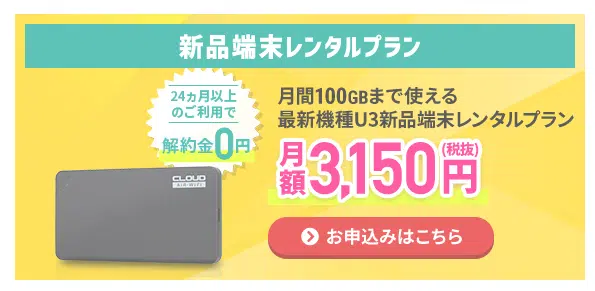 新品端末レンタルプラン
24ヵ月以上
のご利用で
解約金0円
月間100GBまで使える
最新機種U3新品端末レンタルプラン
月額3,150円(税抜)
CLOUD
AIR-WIFI
お申込みはこちら